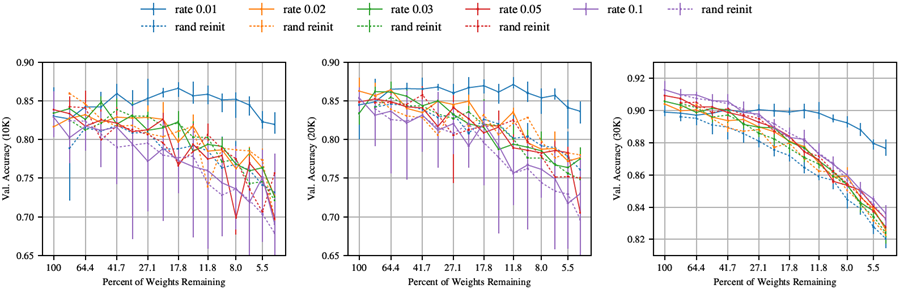 rate 0.01 rate 0.02 rate 0.03 rate 0.05 rate 0.1 rand reinit
rand reinit rand reinit rand reinit rand reinit
0.90
0.85
0.80
0.75
0.70
0.65
Val. Accuracy (10K)
100 64.4 41.7 27.1 17.8 11.8 8.0 5.5
Percent of Weights Remaining
0.90
0.85
0.80
0.75
0.70
0.65
Val. Accuracy (20K)
100 64.4 41.7 27.1 17.8 11.8 8.0 5.5
Percent of Weights Remaining
0.92
0.90
0.88
0.86
0.84
0.82
Val. Accuracy (30K)
100 64.4 41.7 27.1 17.8 11.8 8.0 5.5
Percent of Weights Remaining